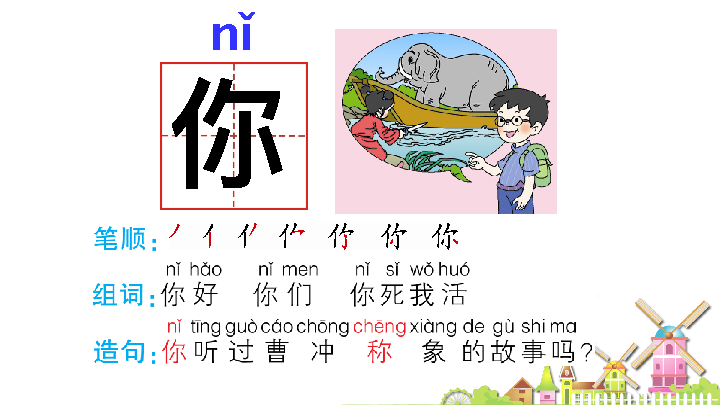 nǐ
你
笔顺：丿 亻 亻 伫 你 你 你
nǐ hǎo nǐ men nǐ sǐ wǒ huó
组词：你好 你们 你死我活
nǐ tīng guò cáo chōng chēng xiàng de gù shi ma
造句：你听过曹冲称象的故事吗?